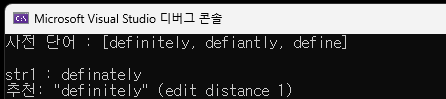 Microsoft Visual Studio 디버그 콘솔
사전 단어 : [definitely, defiantly, define]
str1 : definately
추천: "definitely" (edit distance 1)